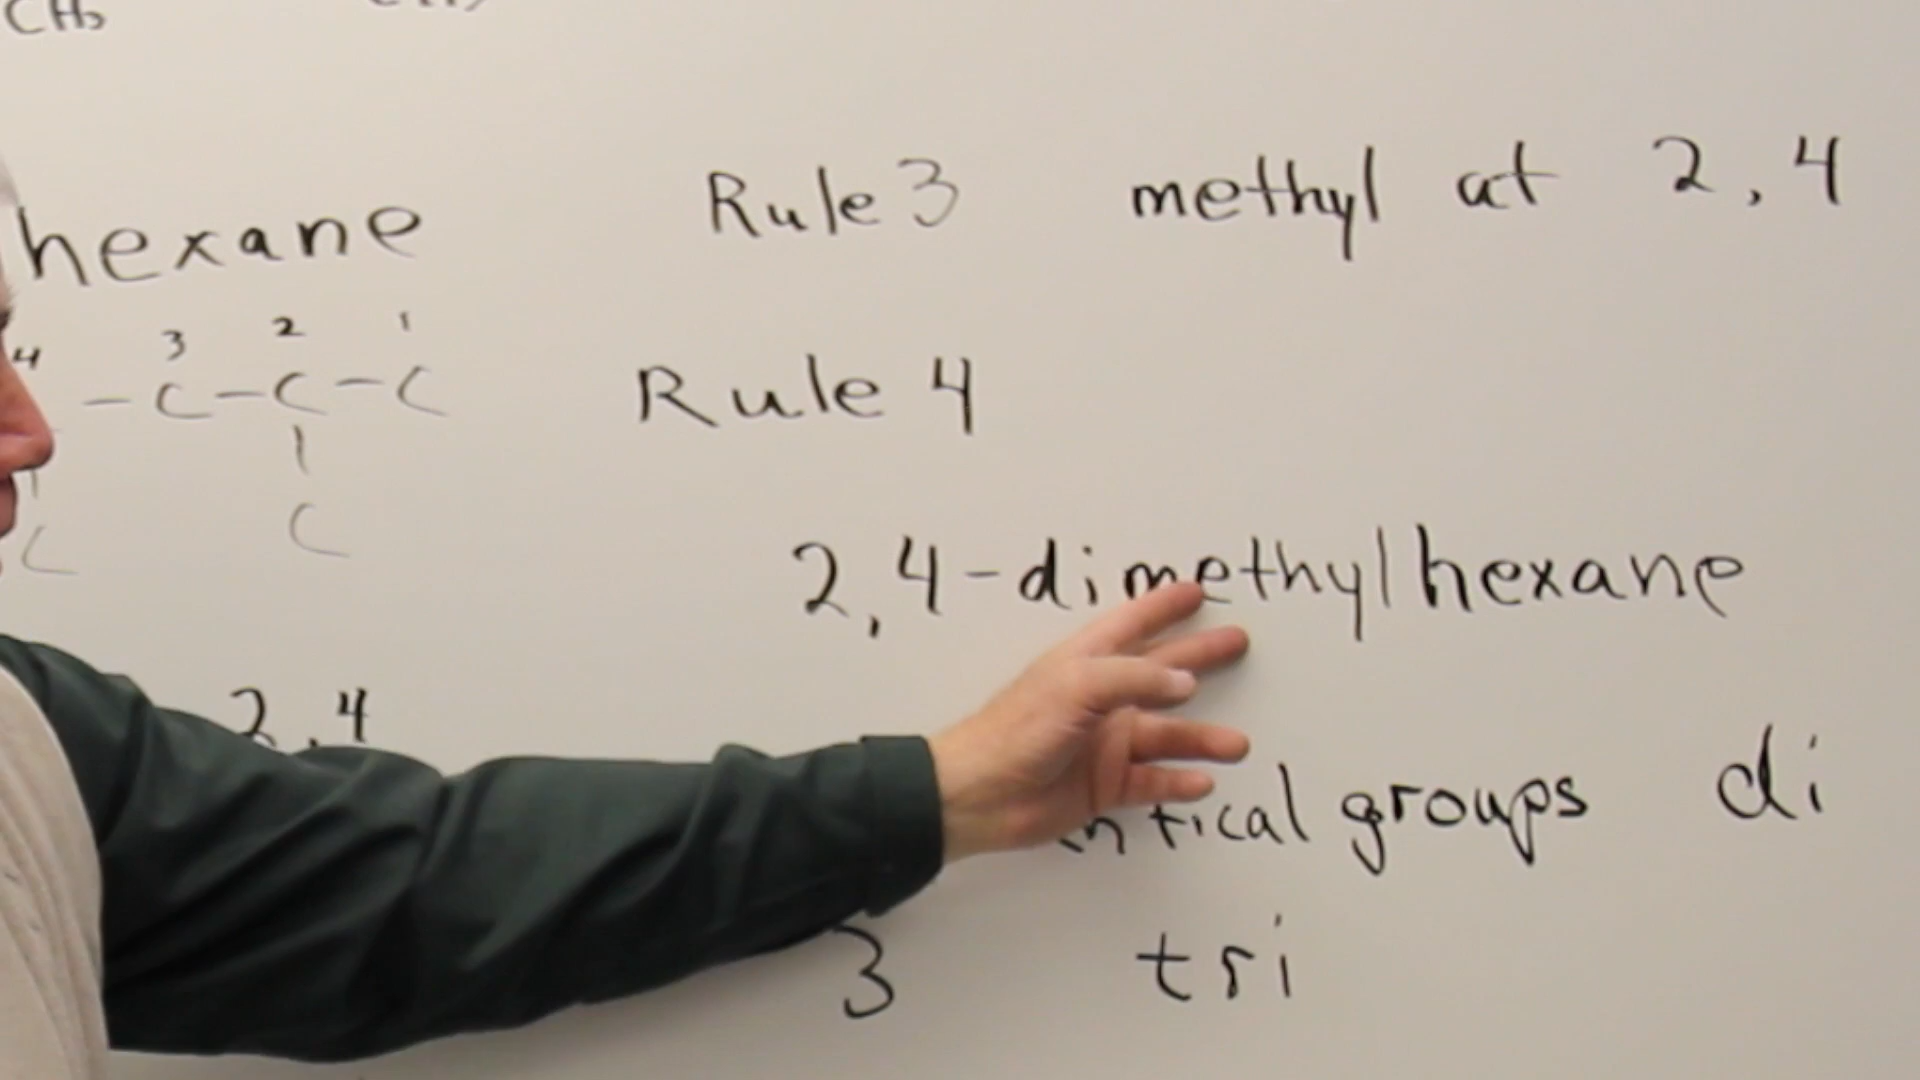 CH3
hexane
Rule 3 methyl at 2, 4
4 3 2 1
- C - C - C
C C
Rule 4
2,4-dimethylhexane
2, 4
groups di
3 tri